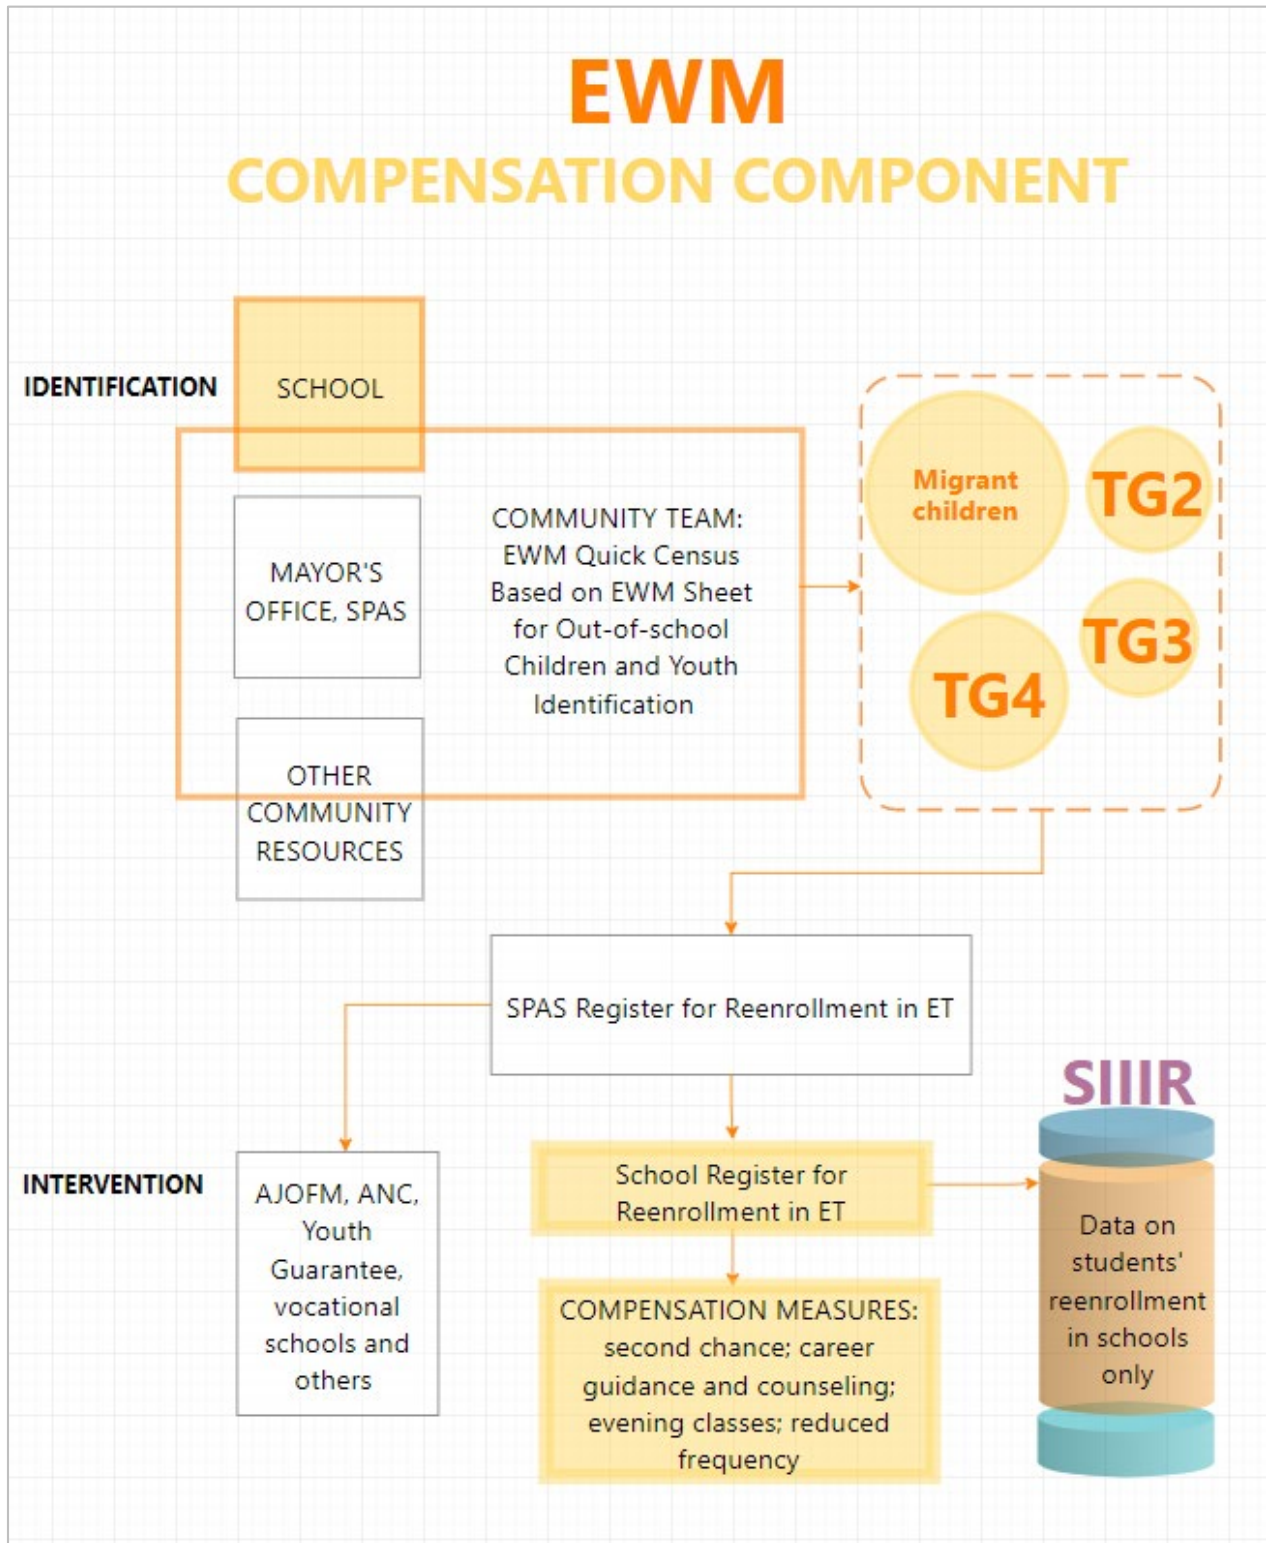 EWM
COMPENSATION COMPONENT
IDENTIFICATION
SCHOOL
MAYOR'S
OFFICE, SPAS
OTHER
COMMUNITY
RESOURCES
COMMUNITY TEAM:
EWM Quick Census
Based on EWM Sheet
for Out-of-school
Children and Youth
Identification
Migrant
children
TG2
TG3
TG4
SPAS Register for Reenrollment in ET
INTERVENTION
AJOFM, ANC,
Youth
Guarantee,
vocational
schools and
others
School Register for
Reenrollment in ET
COMPENSATION MEASURES:
second chance; career
guidance and counseling;
evening classes; reduced
frequency
SIIIR
Data on
students'
reenrollment
in schools
only